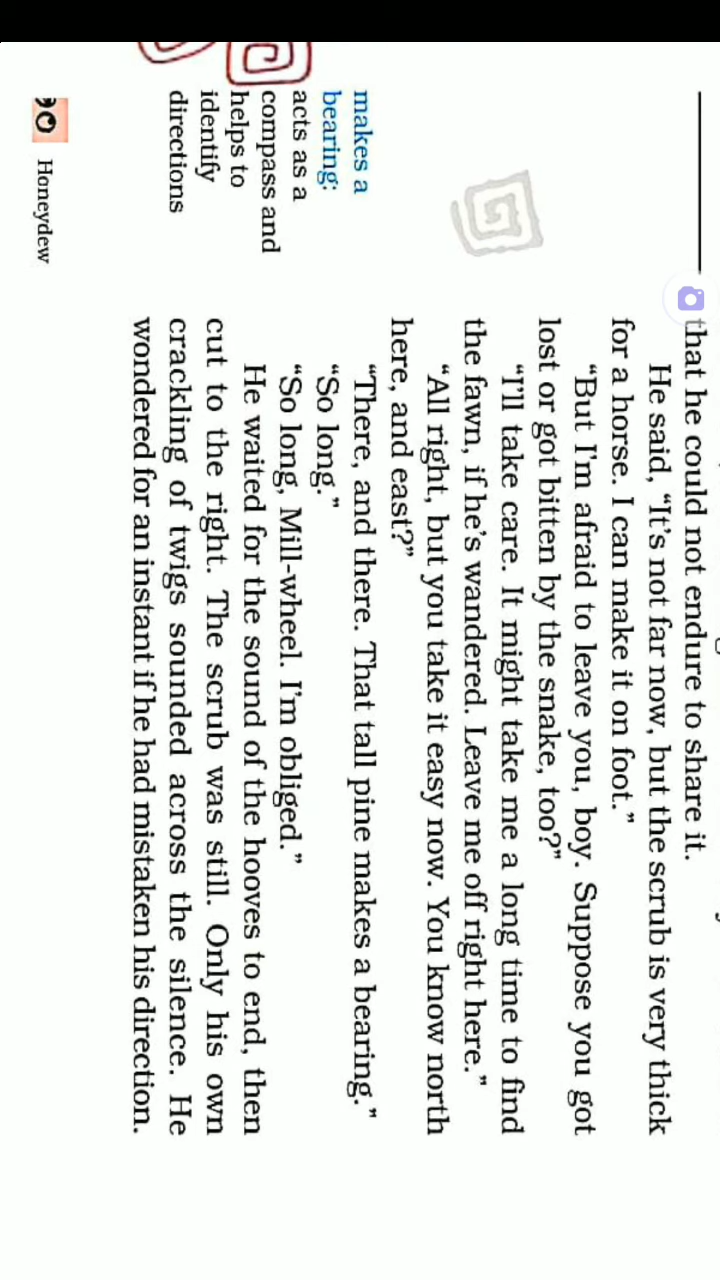 that he could not endure to share it.
He said, “It’s not far now, but the scrub is very thick
for a horse. I can make it on foot.”
“But I’m afraid to leave you, boy. Suppose you got
lost or got bitten by the snake, too?”
“I’ll take care. It might take me a long time to find
the fawn, if he’s wandered. Leave me off right here.”
“All right, but you take it easy now. You know north
here, and east?”
“There, and there. That tall pine makes a bearing.”
“So long.”
“So long, Mill-wheel. I’m obliged.”
He waited for the sound of the hooves to end, then
cut to the right. The scrub was still. Only his own
crackling of twigs sounded across the silence. He
wondered for an instant if he had mistaken his direction.
makes a
bearing:
acts as a
compass and
helps to
identify
directions
Honeydew